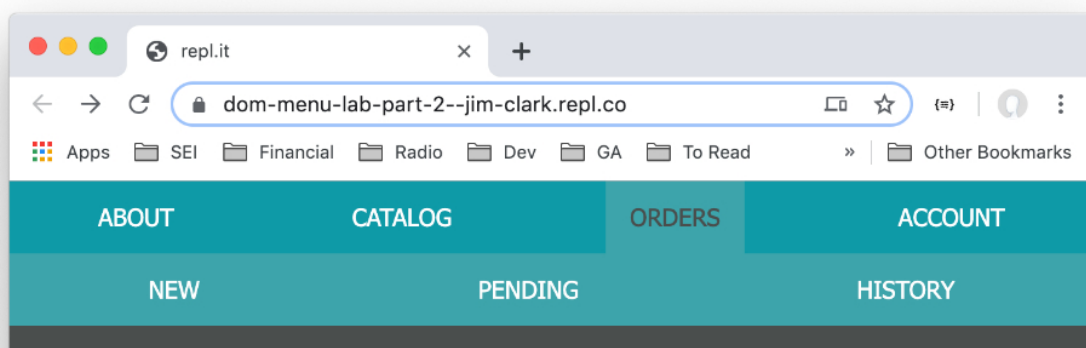 repl.it
dom-menu-lab-part-2--jim-clark.repl.co
Apps SEI Financial Radio Dev GA To Read » Other Bookmarks
ABOUT CATALOG ORDERS ACCOUNT
NEW PENDING HISTORY